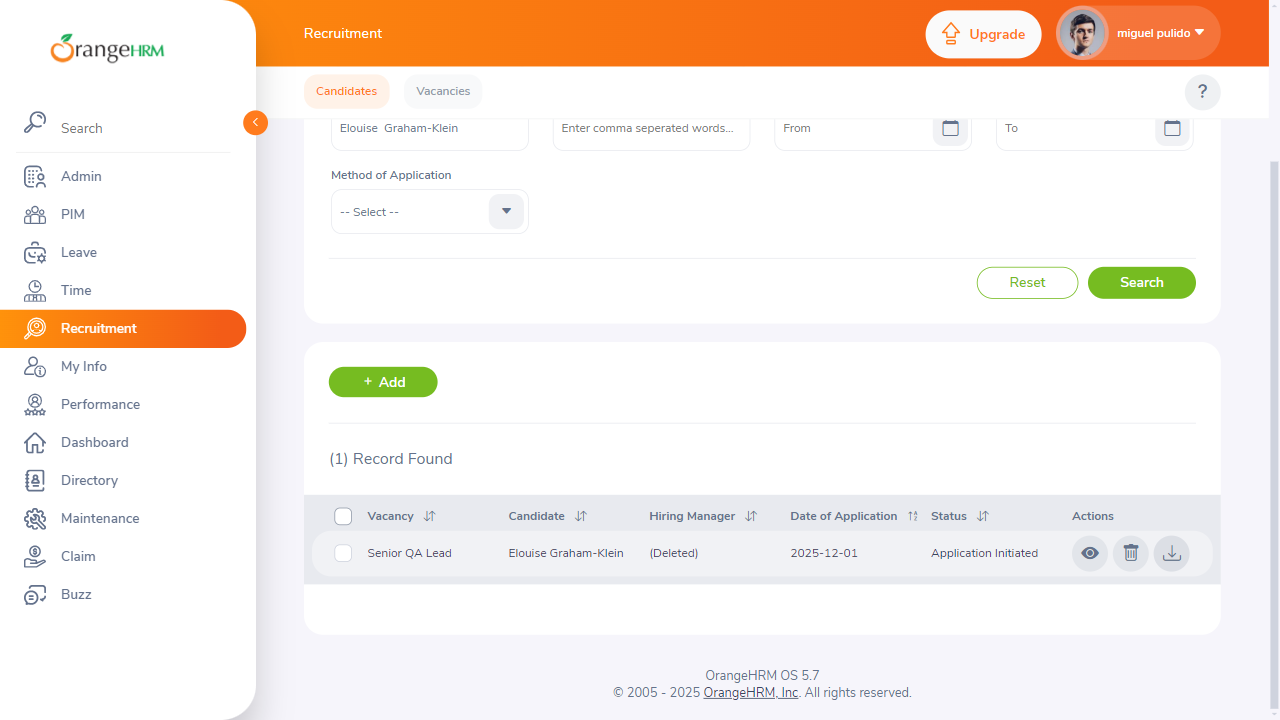 OrangeHRM
Recruitment
Upgrade
miguel pulido
Candidates
Vacancies
?
Search
Admin
PIM
Leave
Time
Recruitment
My Info
Performance
Dashboard
Directory
Maintenance
Claim
Buzz
Elouise  Graham-Klein
Enter comma seperated words...
From
To
Method of Application
-- Select --
Reset
Search
+ Add
(1) Record Found
Vacancy
Candidate
Hiring Manager
Date of Application
Status
Actions
Senior QA Lead
Elouise Graham-Klein
(Deleted)
2025-12-01
Application Initiated
OrangeHRM OS 5.7
© 2005 - 2025 OrangeHRM, Inc. All rights reserved.